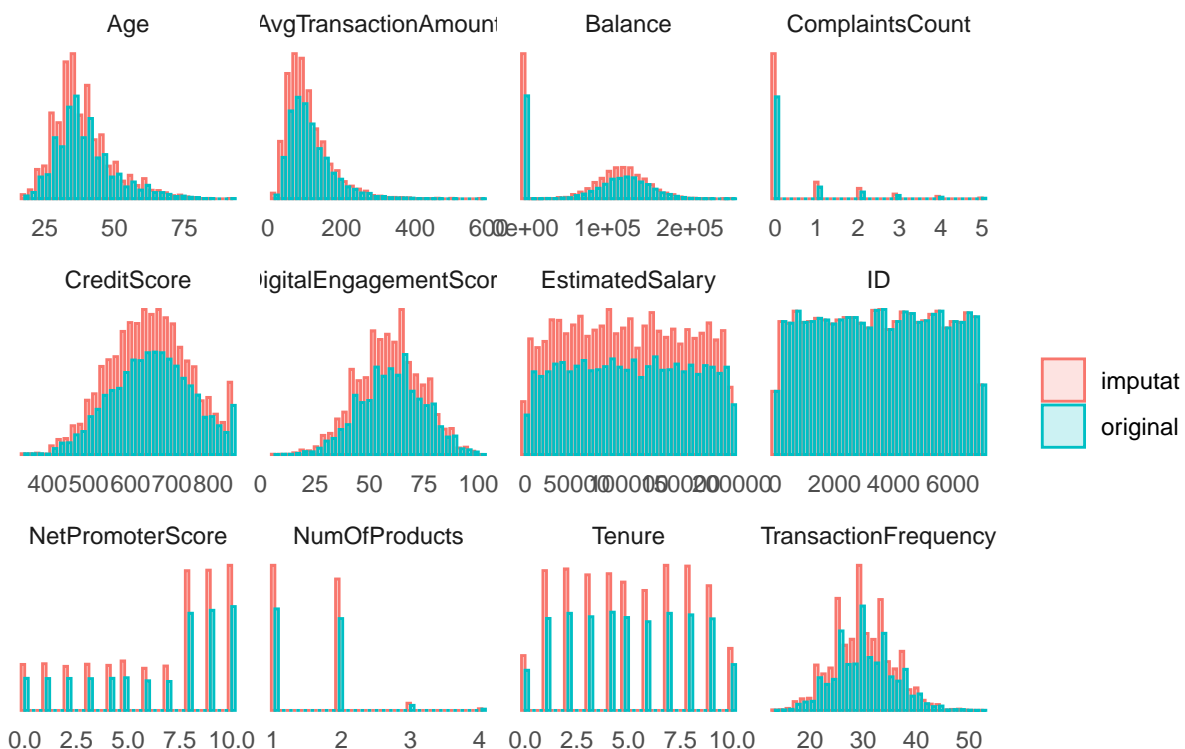 Age AvgTransactionAmount Balance ComplaintsCount
25 50 75 0 200 400 600 0e+00 1e+05 2e+05 0 1 2 3 4 5
CreditScore DigitalEngagementScor EstimatedSalary ID
400 500 600 700 800 0 25 50 75 100 0 50000 100000 150000 200000 0 2000 4000 6000
imputat
original
NetPromoterScore NumOfProducts Tenure TransactionFrequency
0.0 2.5 5.0 7.5 10.0 1 2 3 4 0.0 2.5 5.0 7.5 10.0 20 30 40 50